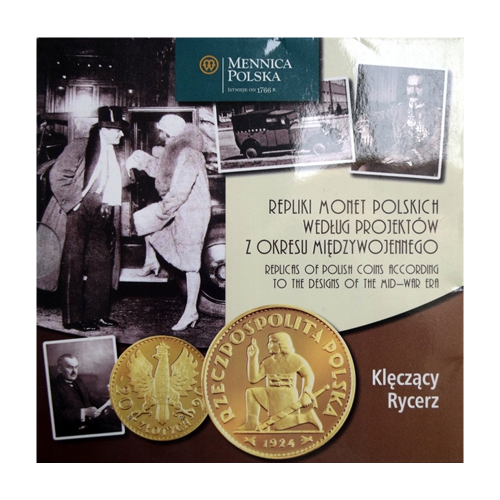 MENNICA
POLSKA
ISTNIEJE OD 1766 R.
REPLIKI MONET POLSKICH
WEDŁUG PROJEKTÓW
Z OKRESU MIĘDZYWOJENNEGO
REPLICAS OF POLISH COINS ACCORDING
TO THE DESIGNS OF THE MID-WAR ERA
RZECZPOSPOLITA POLSKA
1924
Klęczący
Rycerz